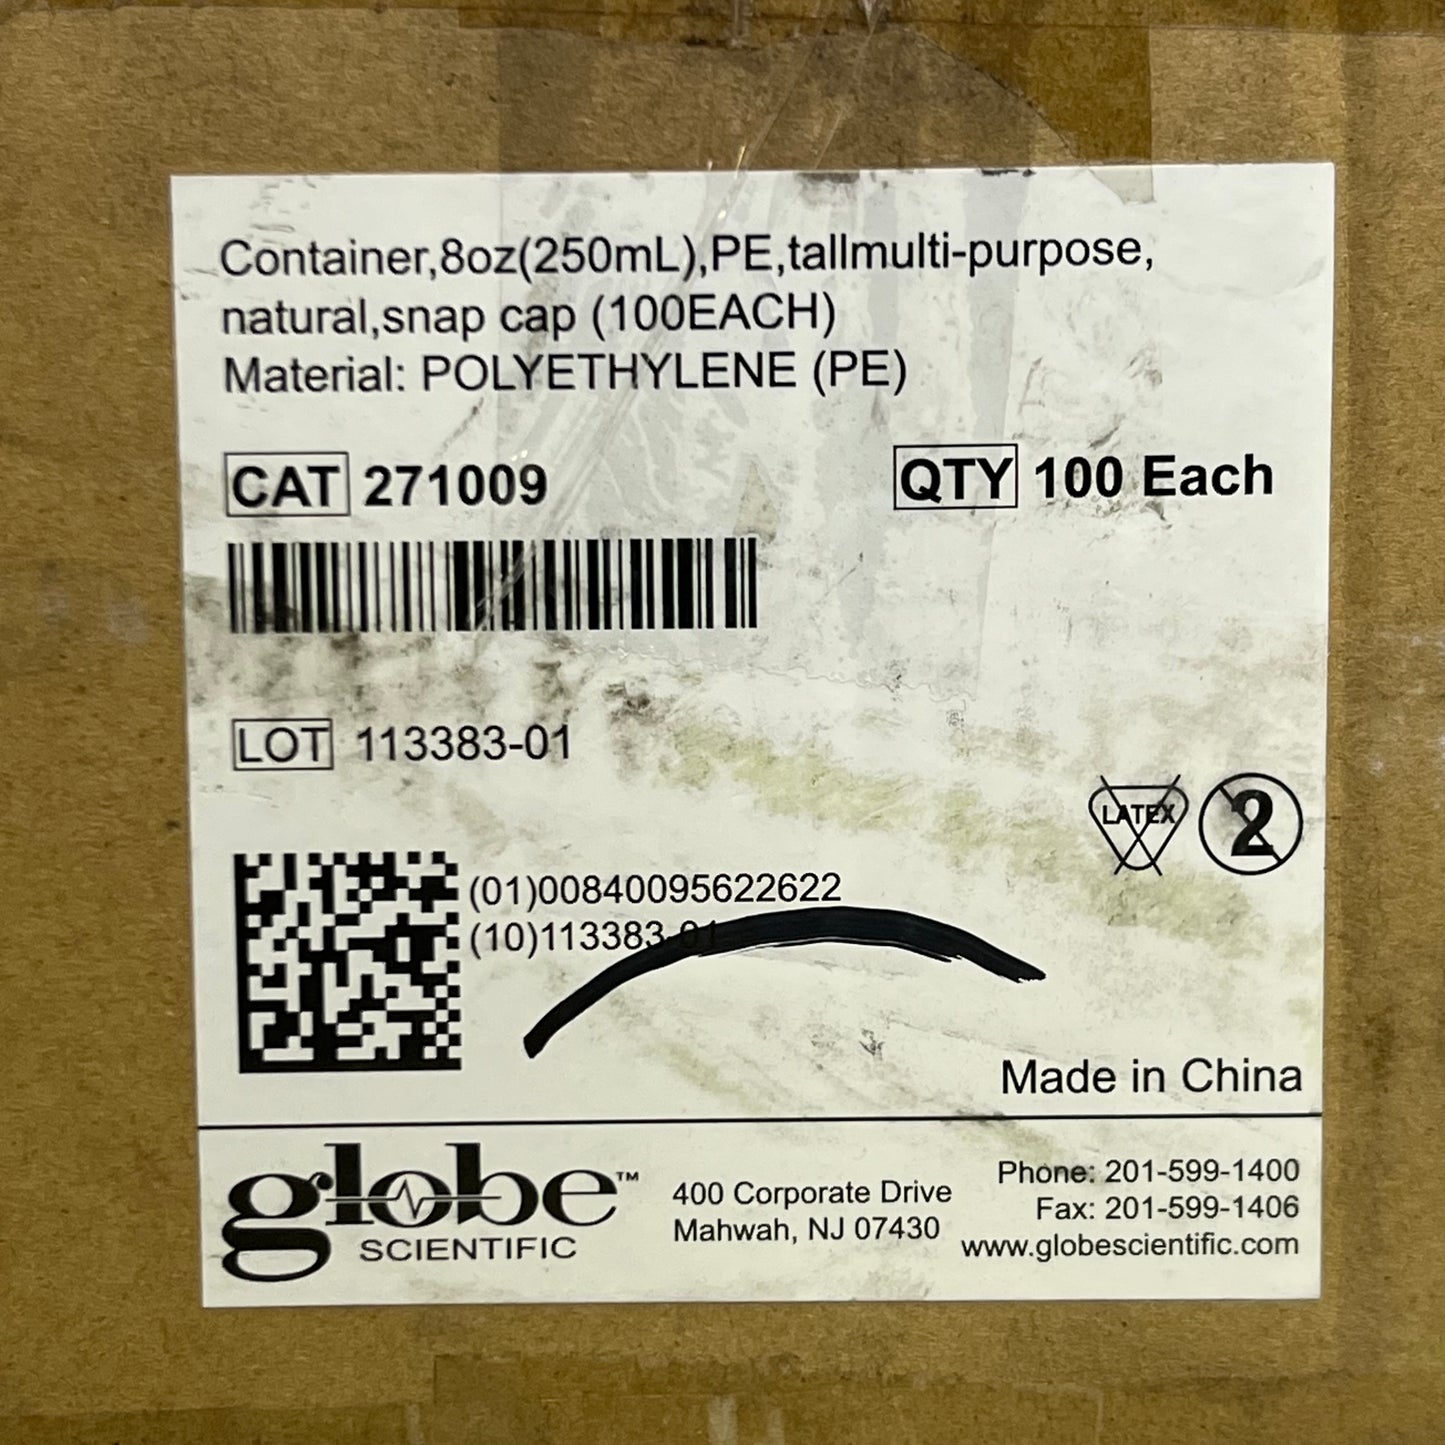 Container,8oz(250mL),PE,tallmulti-purpose,
natural,snap cap (100EACH)
Material: POLYETHYLENE (PE)
CAT 271009
QTY 100 Each
LOT 113383-01
LATEX
2
(01)00840095622622
(10)113383-01
Made in China
globe™
SCIENTIFIC
400 Corporate Drive
Mahwah, NJ 07430
Phone: 201-599-1400
Fax: 201-599-1406
www.globescientific.com